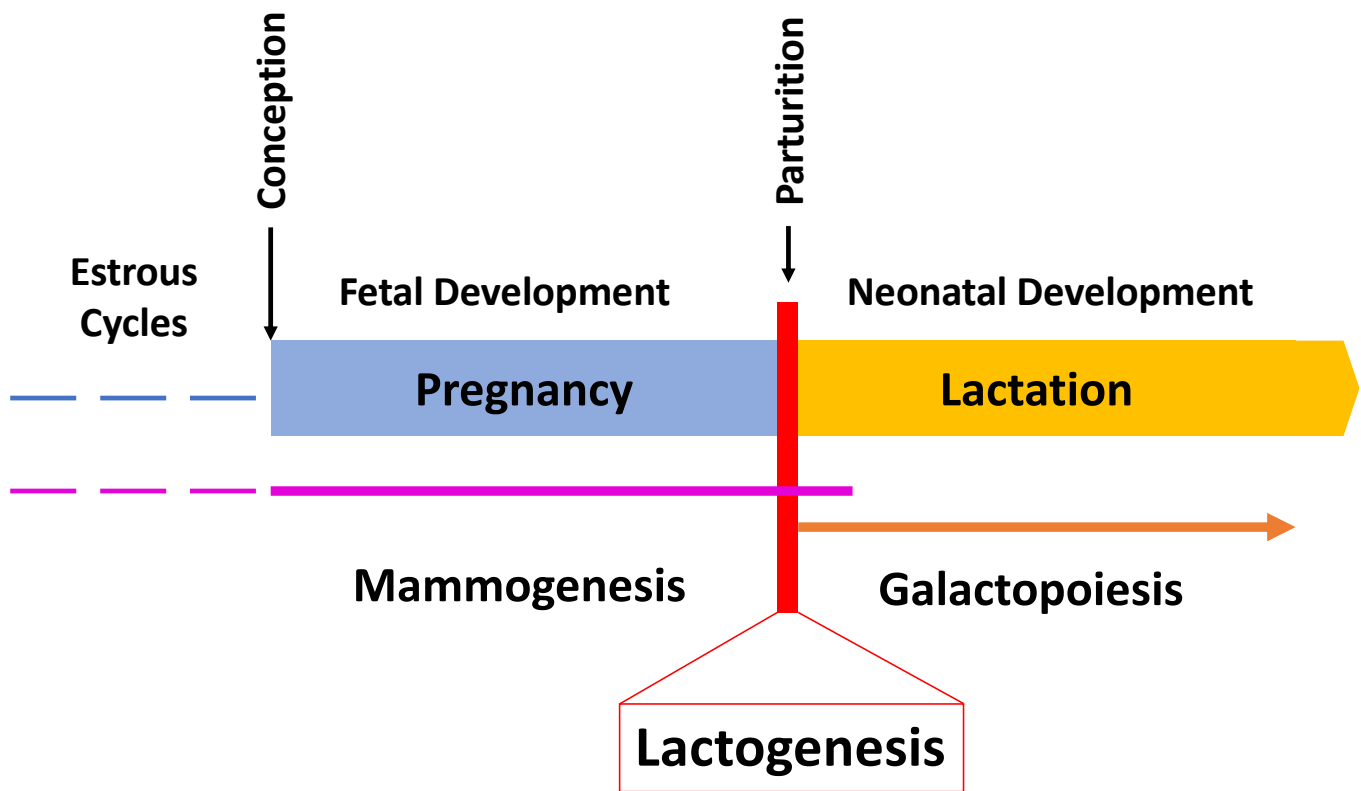 Conception
Parturition
Estrous
Cycles
Fetal Development
Neonatal Development
Pregnancy
Lactation
Mammogenesis
Galactopoiesis
Lactogenesis